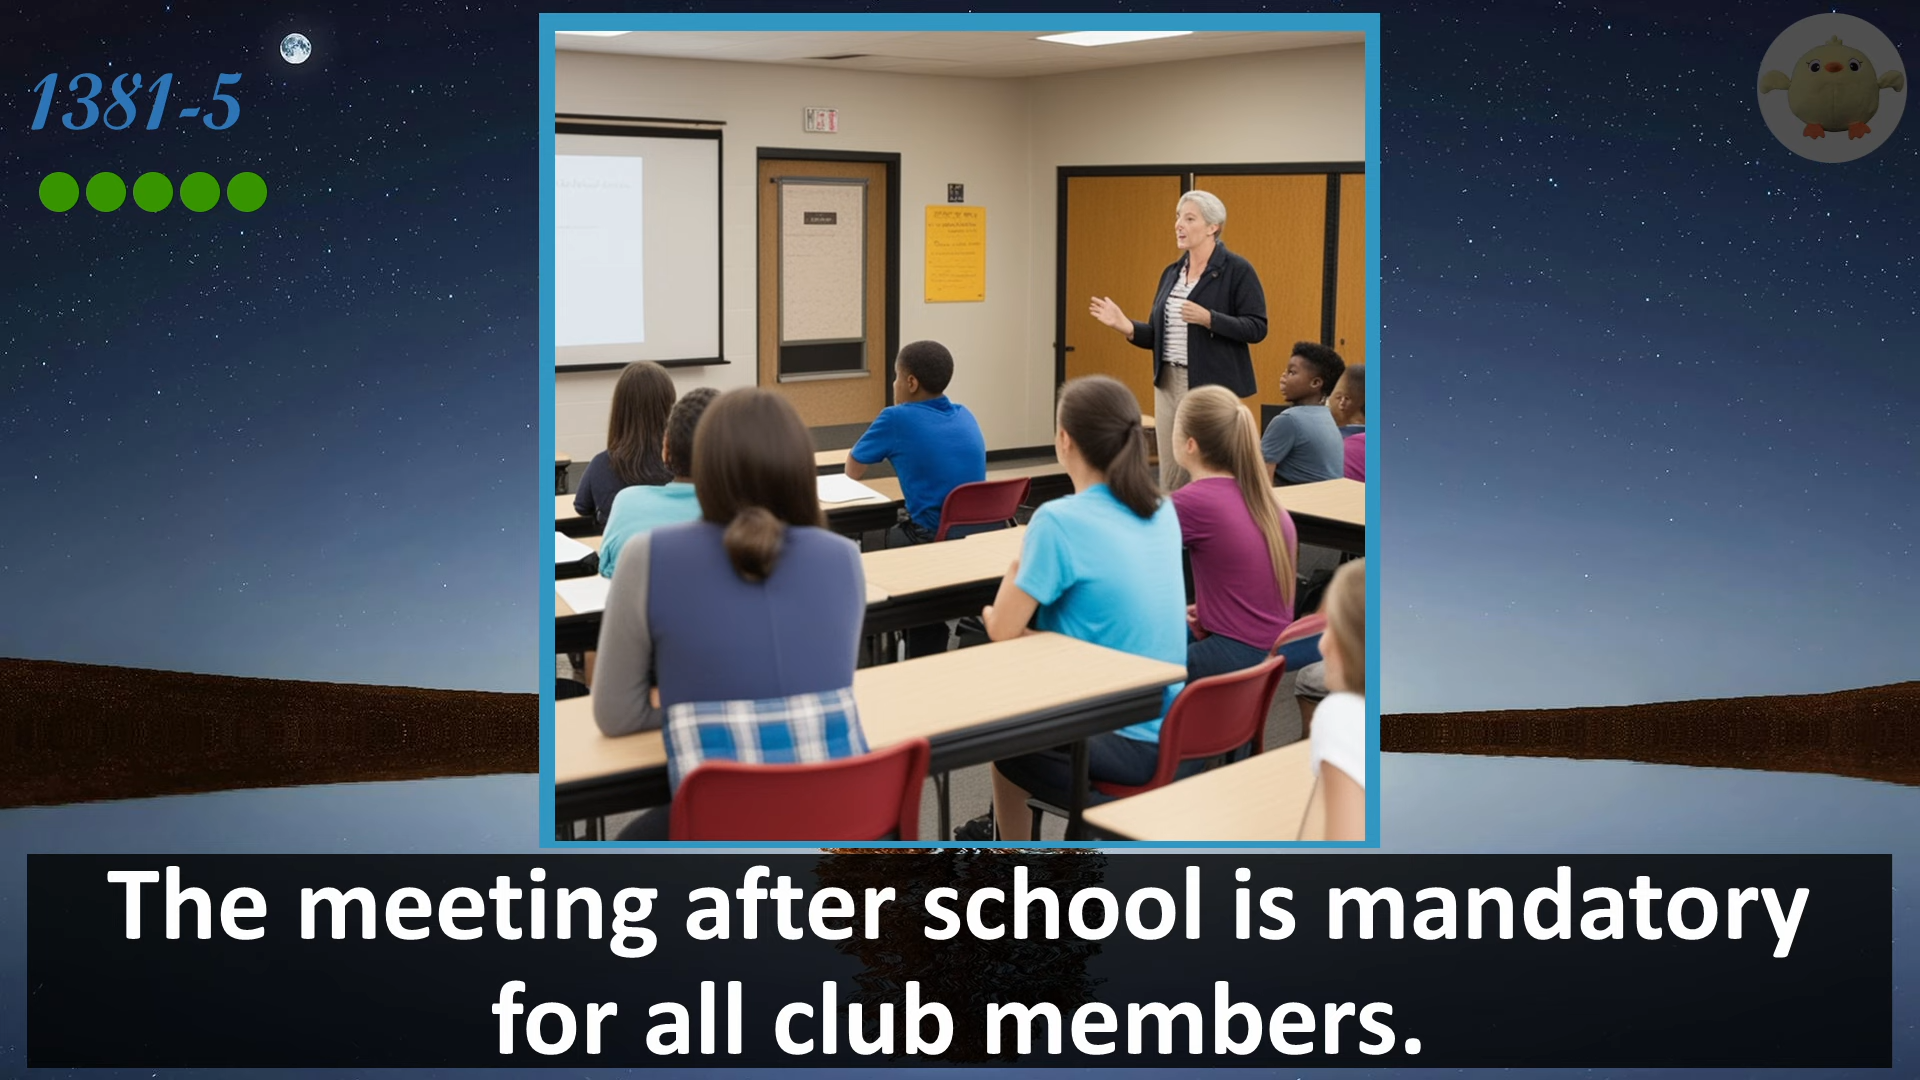 1381-5
The meeting after school is mandatory
for all club members.